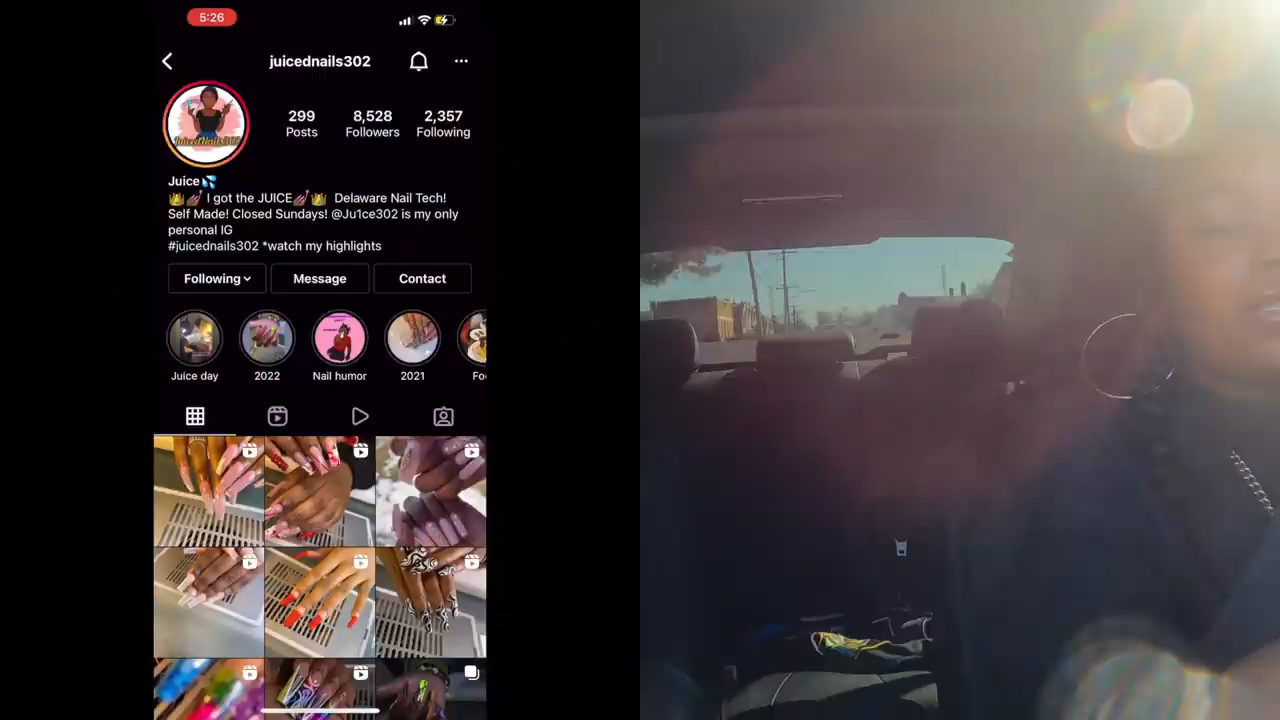 5:26
juicednails302
299
8,528
2,357
Posts
Followers
Following
JuicedNails302
Juice💦
👑💅🏿 I got the JUICE💅🏿👑 Delaware Nail Tech!
Self Made! Closed Sundays! @Ju1ce302 is my only
personal IG
#juicednails302 *watch my highlights
Following
Message
Contact
Juice day
2022
Nail humor
2021
Fo